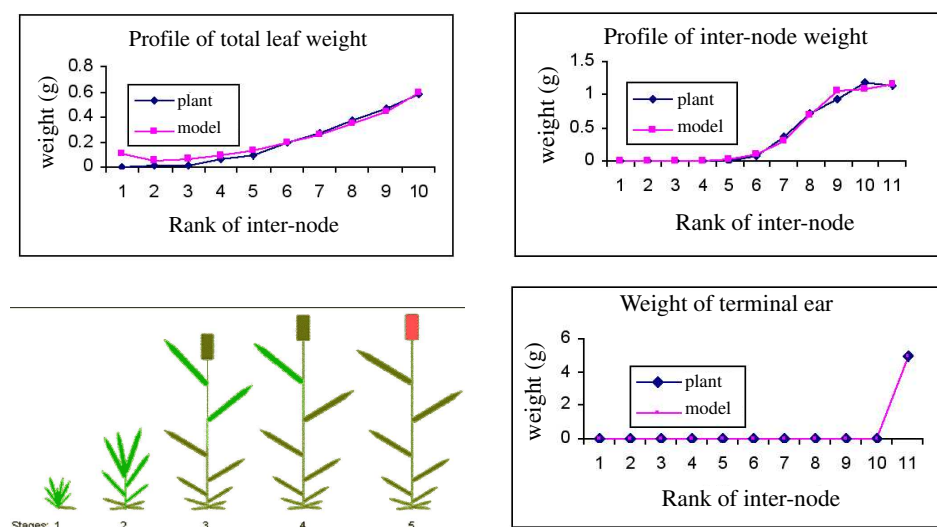 Profile of total leaf weight
weight (g)
0.8
0.6
0.4
0.2
0
plant
model
1 2 3 4 5 6 7 8 9 10
Rank of inter-node
Profile of inter-node weight
weight (g)
1.5
1
0.5
0
plant
model
1 2 3 4 5 6 7 8 9 10 11
Rank of inter-node
Stages: 1 2 3 4 5
Weight of terminal ear
weight (g)
6
4
2
0
plant
model
1 2 3 4 5 6 7 8 9 10 11
Rank of inter-node